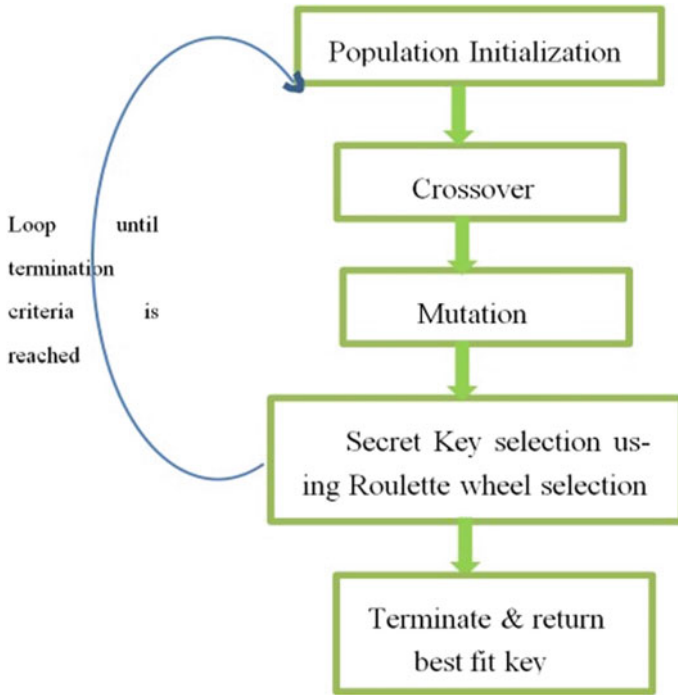 Population Initialization
Crossover
Loop until
termination
criteria is
reached
Mutation
Secret Key selection us-
ing Roulette wheel selection
Terminate & return
best fit key